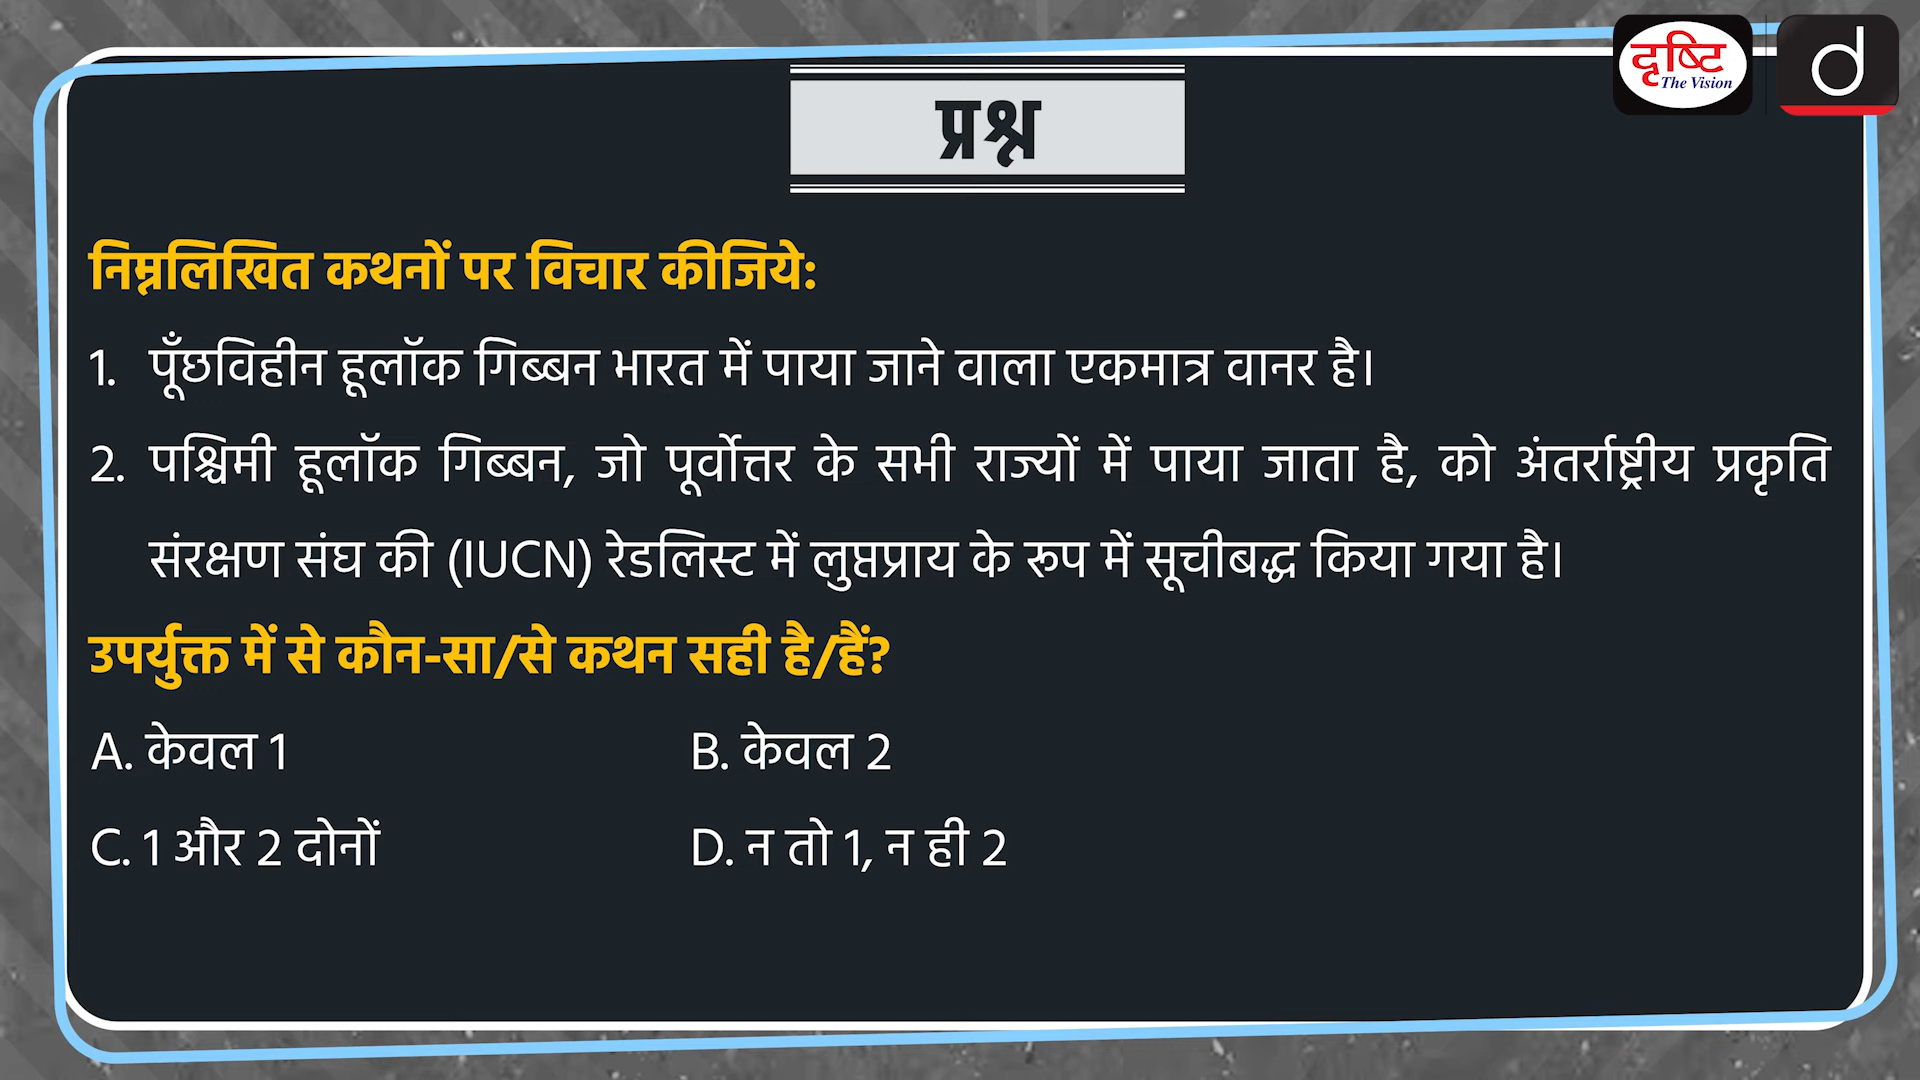 दृष्टि
The Vision
d
प्रश्न
निम्नलिखित कथनों पर विचार कीजिये:
1. पूँछविहीन हूलॉक गिब्बन भारत में पाया जाने वाला एकमात्र वानर है।
2. पश्चिमी हूलॉक गिब्बन, जो पूर्वोत्तर के सभी राज्यों में पाया जाता है, को अंतर्राष्ट्रीय प्रकृति
संरक्षण संघ की (IUCN) रेडलिस्ट में लुप्तप्राय के रूप में सूचीबद्ध किया गया है।
उपर्युक्त में से कौन-सा/से कथन सही है/हैं?
A. केवल 1 B. केवल 2
C. 1 और 2 दोनों D. न तो 1, न ही 2